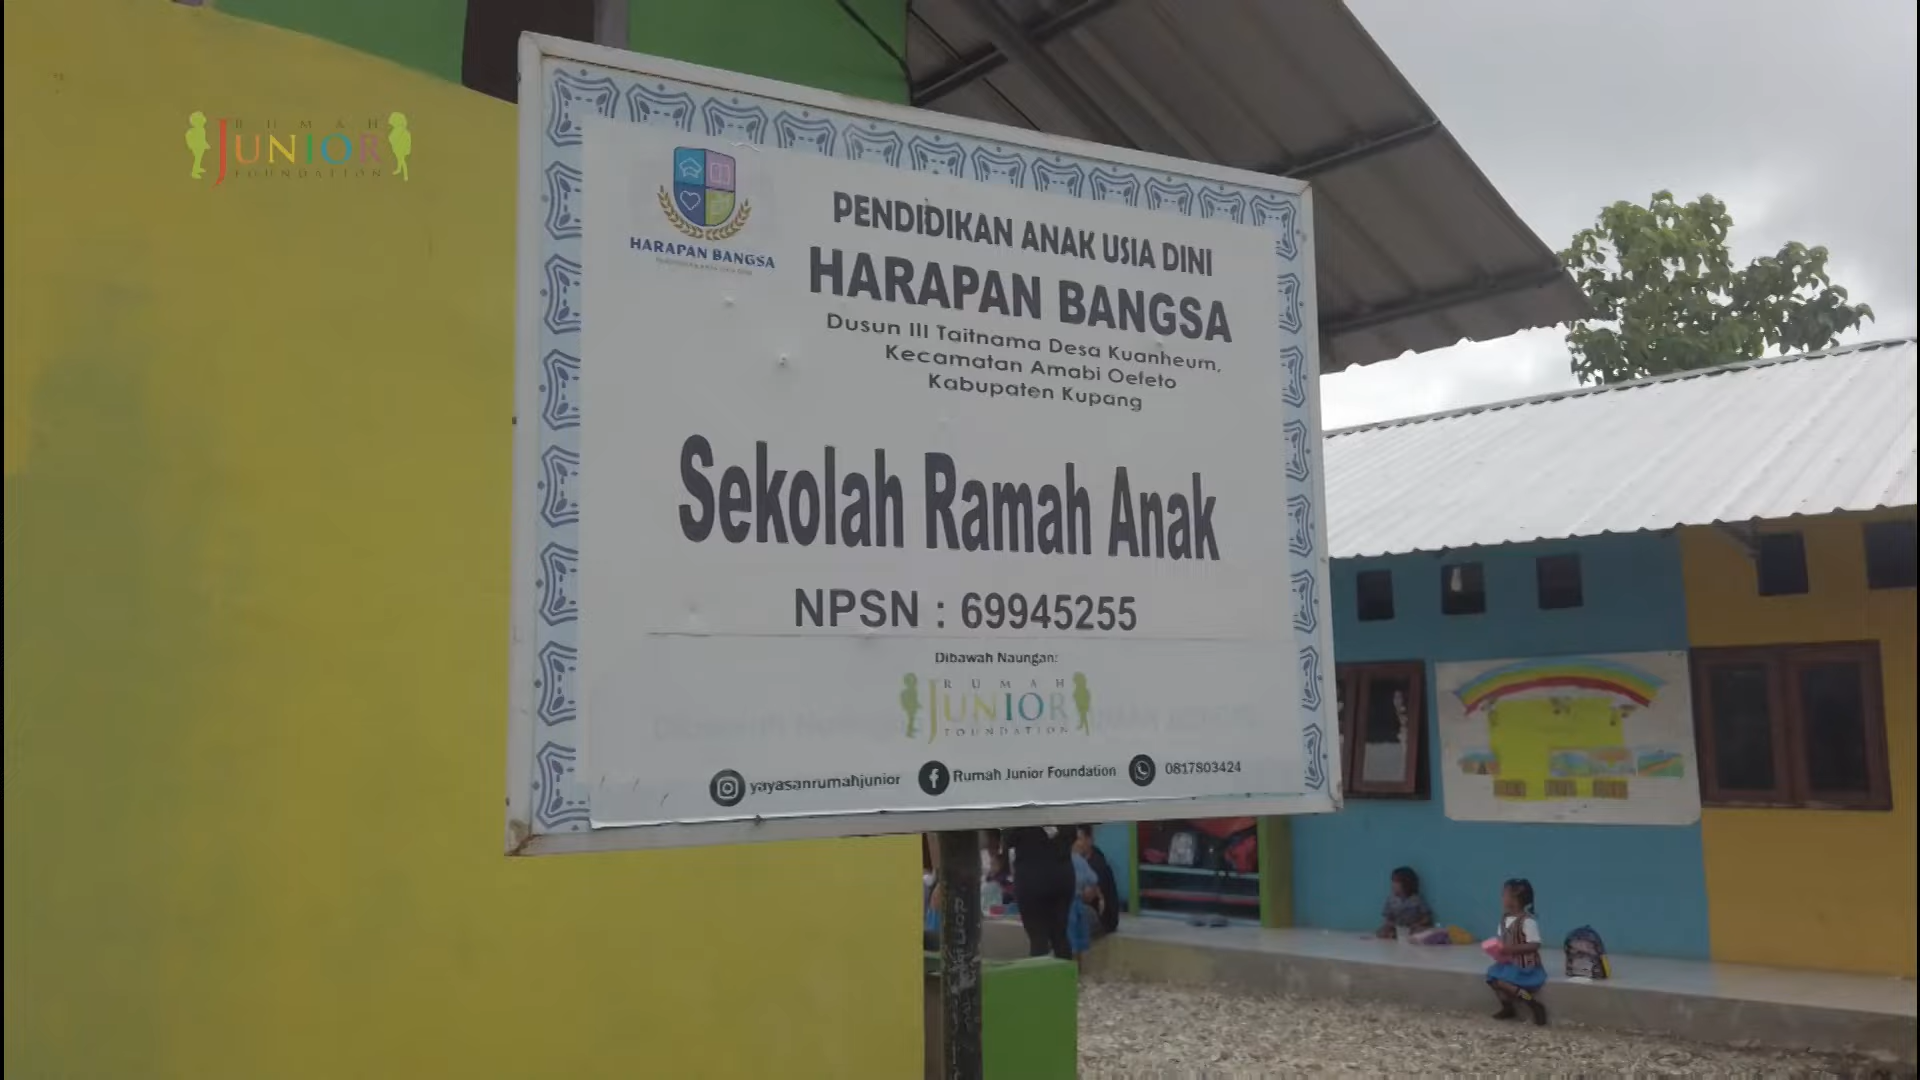 RUMAH
JUNIOR
FOUNDATION
HARAPAN BANGSA
PENDIDIKAN ANAK USIA DINI
HARAPAN BANGSA
Dusun III Taitnama Desa Kuanheum,
Kecamatan Amabi Oefeto
Kabupaten Kupang
Sekolah Ramah Anak
NPSN : 69945255
Dibawah Naungan:
RUMAH
JUNIOR
FOUNDATION
yayasanrumahjunior
Rumah Junior Foundation
0817803424